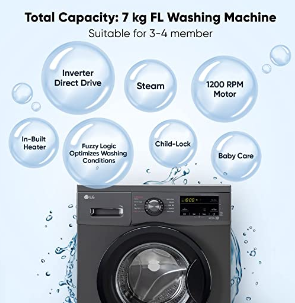 Total Capacity: 7 kg FL Washing Machine
Suitable for 3-4 member
Inverter
Direct Drive
Steam
1200 RPM
Motor
In-Built
Heater
Fuzzy Logic
Optimizes Washing
Conditions
Child-Lock
Baby Care
LG